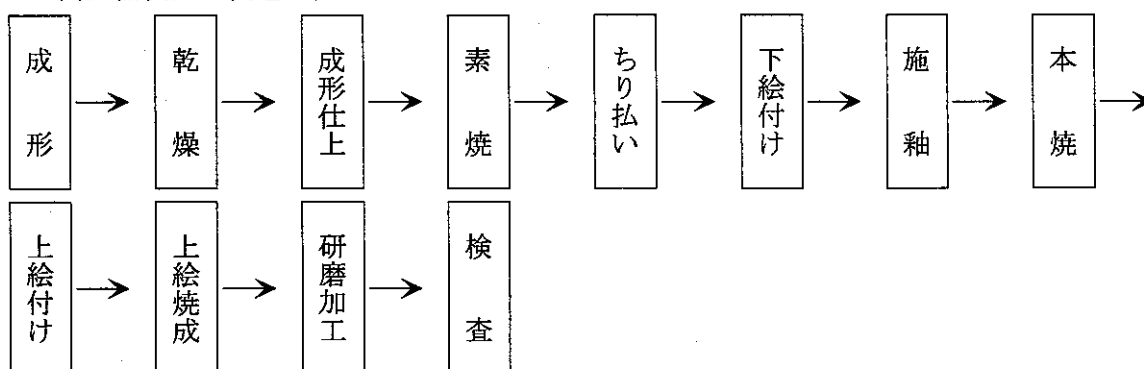 成形
乾燥
成形仕上
素焼
ちり払い
下絵付け
施釉
本焼
上絵付け
上絵焼成
研磨加工
検査